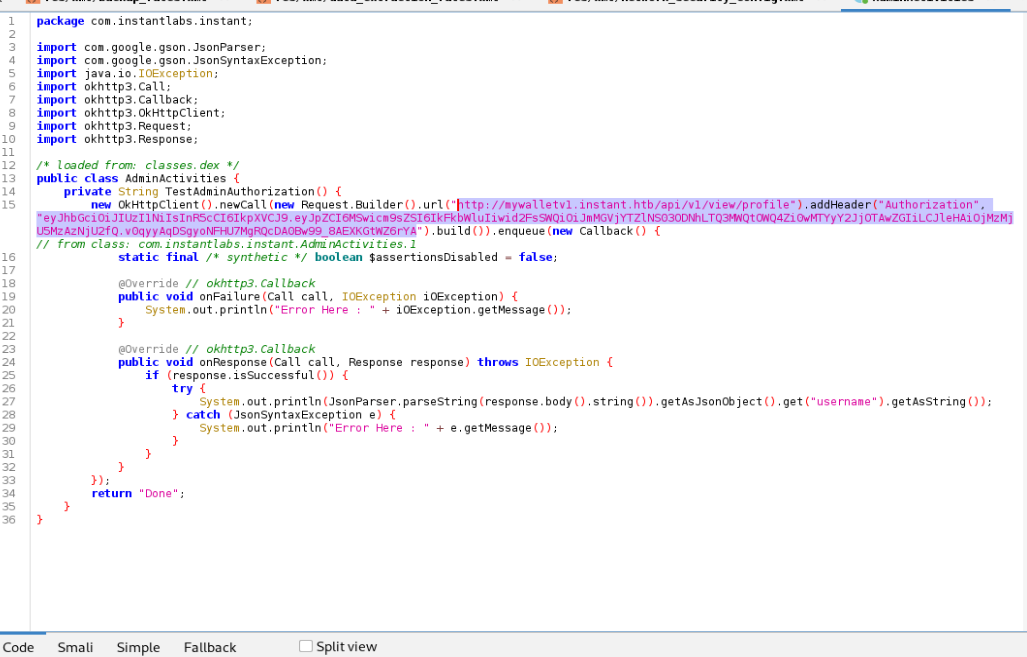 1 package com.instantlabs.instant;
2
3 import com.google.gson.JsonParser;
4 import com.google.gson.JsonSyntaxException;
5 import java.io.IOException;
6 import okhttp3.Call;
7 import okhttp3.Callback;
8 import okhttp3.OkHttpClient;
9 import okhttp3.Request;
10 import okhttp3.Response;
11
12 /* loaded from: classes.dex */
13 public class AdminActivities {
14 private String TestAdminAuthorization() {
15 new OkHttpClient().newCall(new Request.Builder().url("http://mywalletv1.instant.htb/api/v1/view/profile").addHeader("Authorization",
"eyJhbGciOiJIUzI1NiIsInR5cCI6IkpXVCJ9.eyJpZCI6MSwicm9sZSI6IkFkbWluIiwid2FsSWQiOiJmMGVjYTZlNS03ODNhLTQ3MWQtOWQ4Zi0wMTYyY2JjOTAwZGIiLCJleHAiOjMzMj
U5MzAzNjU2fQ.v0qyyAqDSgyoNFHU7MgRQcDA0Bw99_8AEXKGtWZ6rYA").build()).enqueue(new Callback() {
// from class: com.instantlabs.instant.AdminActivities.1
16 static final /* synthetic */ boolean $assertionsDisabled = false;
17
18 @Override // okhttp3.Callback
19 public void onFailure(Call call, IOException iOException) {
20 System.out.println("Error Here : " + iOException.getMessage());
21 }
22
23 @Override // okhttp3.Callback
24 public void onResponse(Call call, Response response) throws IOException {
25 if (response.isSuccessful()) {
26 try {
27 System.out.println(JsonParser.parseString(response.body().string()).getAsJsonObject().get("username").getAsString());
28 } catch (JsonSyntaxException e) {
29 System.out.println("Error Here : " + e.getMessage());
30 }
31 }
32 }
33 });
34 return "Done";
35 }
36 }
Code Smali Simple Fallback Split view